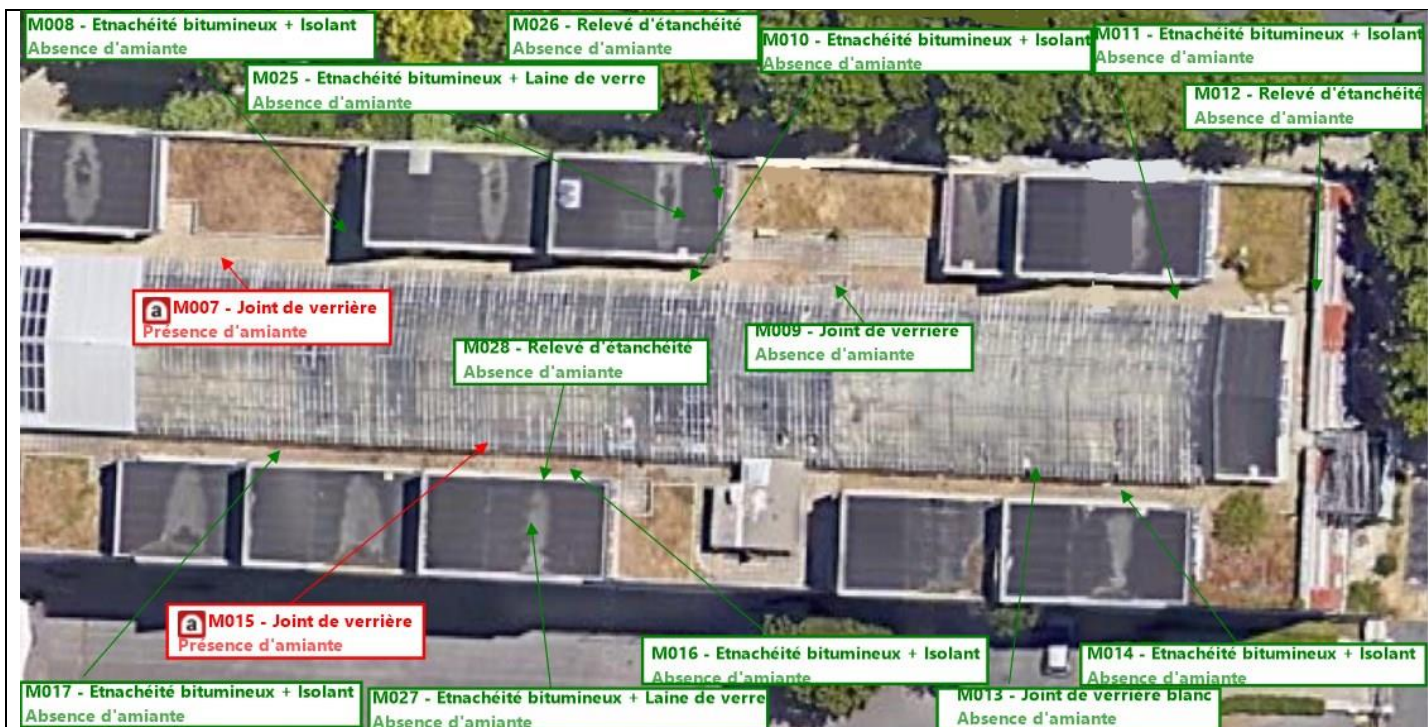 M008 - Etnachéité bitumineux + Isolant
Absence d'amiante
M026 - Relevé d'étanchéité
Absence d'amiante
M010 - Etnachéité bitumineux + Isolant
Absence d'amiante
M011 - Etnachéité bitumineux + Isolant
Absence d'amiante
M025 - Etnachéité bitumineux + Laine de verre
Absence d'amiante
M012 - Relevé d'étanchéité
Absence d'amiante
a M007 - Joint de verrière
Présence d'amiante
M009 - Joint de verrière
Absence d'amiante
M028 - Relevé d'étanchéité
Absence d'amiante
a M015 - Joint de verrière
Présence d'amiante
M016 - Etnachéité bitumineux + Isolant
Absence d'amiante
M014 - Etnachéité bitumineux + Isolant
Absence d'amiante
M017 - Etnachéité bitumineux + Isolant
Absence d'amiante
M027 - Etnachéité bitumineux + Laine de verre
Absence d'amiante
M013 - Joint de verrière blanc
Absence d'amiante